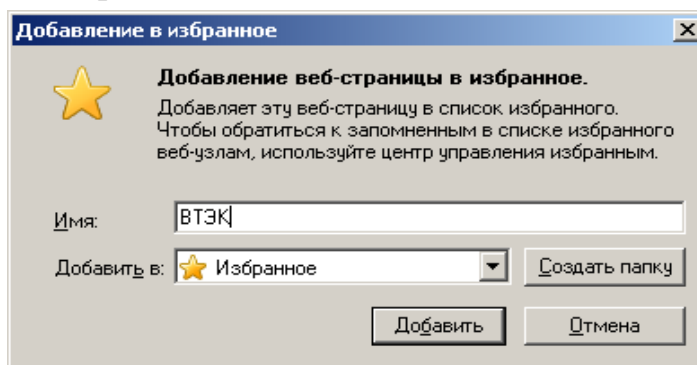 Добавление в избранное
Добавление веб-страницы в избранное.
Добавляет эту веб-страницу в список избранного.
Чтобы обратиться к запомненным в списке избранного
веб-узлам, используйте центр управления избранным.
Имя: ВТЭК
Добавить в: Избранное Создать папку
Добавить Отмена